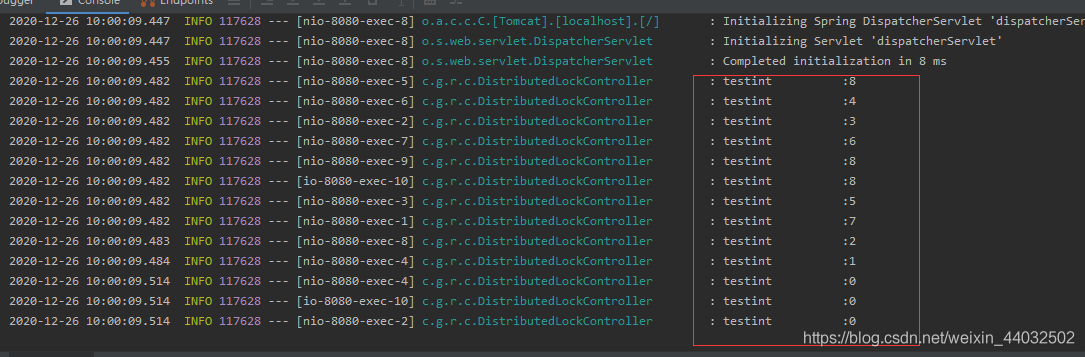 Console
Endpoints
2020-12-26 10:00:09.447 INFO 117628 --- [nio-8080-exec-8] o.a.c.c.C.[Tomcat].[localhost].[/] : Initializing Spring DispatcherServlet 'dispatcherSe
2020-12-26 10:00:09.447 INFO 117628 --- [nio-8080-exec-8] o.s.web.servlet.DispatcherServlet : Initializing Servlet 'dispatcherServlet'
2020-12-26 10:00:09.455 INFO 117628 --- [nio-8080-exec-8] o.s.web.servlet.DispatcherServlet : Completed initialization in 8 ms
2020-12-26 10:00:09.482 INFO 117628 --- [nio-8080-exec-5] c.g.r.c.DistributedLockController : testint :8
2020-12-26 10:00:09.482 INFO 117628 --- [nio-8080-exec-6] c.g.r.c.DistributedLockController : testint :4
2020-12-26 10:00:09.482 INFO 117628 --- [nio-8080-exec-2] c.g.r.c.DistributedLockController : testint :3
2020-12-26 10:00:09.482 INFO 117628 --- [nio-8080-exec-7] c.g.r.c.DistributedLockController : testint :6
2020-12-26 10:00:09.482 INFO 117628 --- [nio-8080-exec-9] c.g.r.c.DistributedLockController : testint :8
2020-12-26 10:00:09.482 INFO 117628 --- [io-8080-exec-10] c.g.r.c.DistributedLockController : testint :8
2020-12-26 10:00:09.482 INFO 117628 --- [nio-8080-exec-3] c.g.r.c.DistributedLockController : testint :5
2020-12-26 10:00:09.482 INFO 117628 --- [nio-8080-exec-1] c.g.r.c.DistributedLockController : testint :7
2020-12-26 10:00:09.483 INFO 117628 --- [nio-8080-exec-8] c.g.r.c.DistributedLockController : testint :2
2020-12-26 10:00:09.484 INFO 117628 --- [nio-8080-exec-4] c.g.r.c.DistributedLockController : testint :1
2020-12-26 10:00:09.514 INFO 117628 --- [nio-8080-exec-4] c.g.r.c.DistributedLockController : testint :0
2020-12-26 10:00:09.514 INFO 117628 --- [io-8080-exec-10] c.g.r.c.DistributedLockController : testint :0
2020-12-26 10:00:09.514 INFO 117628 --- [nio-8080-exec-2] c.g.r.c.DistributedLockController : testint :0
https://blog.csdn.net/weixin_44032502